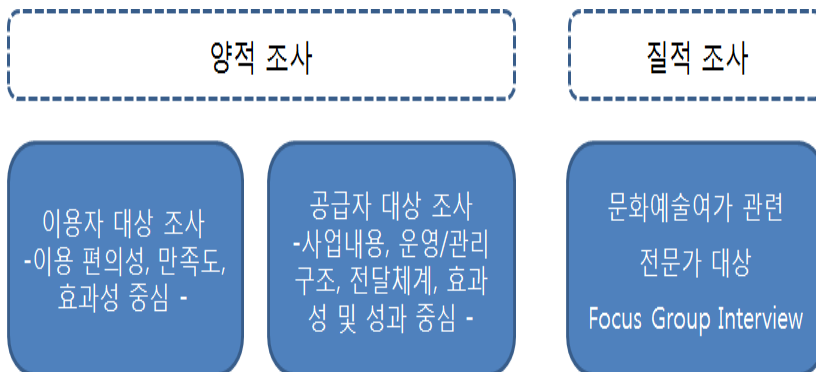 양적 조사
질적 조사
이용자 대상 조사
-이용 편의성, 만족도,
효과성 중심 -
공급자 대상 조사
-사업내용, 운영/관리
구조, 전달체계, 효과
성 및 성과 중심 -
문화예술여가 관련
전문가 대상
Focus Group Interview